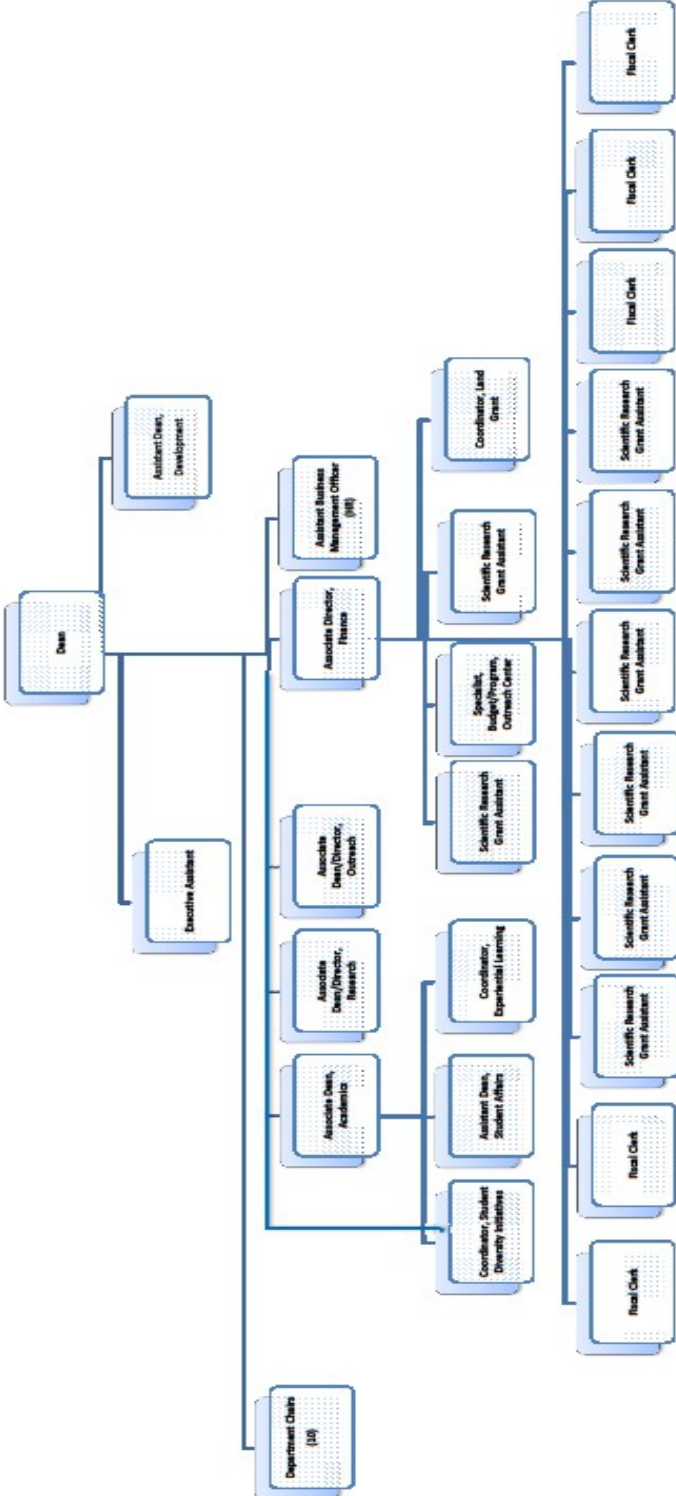 Dean
Executive Assistant
Assistant Dean,
Development
Department Chairs
(10)
Associate Dean,
Academics
Associate
Dean/Director,
Research
Associate
Dean/Director,
Outreach
Associate Director,
Finance
Assistant Business
Management Officer
(HR)
Coordinator, Student
Diversity Initiatives
Assistant Dean,
Student Affairs
Coordinator,
Experiential Learning
Scientific Research
Grant Assistant
Specialist,
Budget/Program,
Outreach Center
Scientific Research
Grant Assistant
Coordinator, Land
Grant
Fiscal Clerk
Fiscal Clerk
Scientific Research
Grant Assistant
Scientific Research
Grant Assistant
Scientific Research
Grant Assistant
Scientific Research
Grant Assistant
Scientific Research
Grant Assistant
Scientific Research
Grant Assistant
Fiscal Clerk
Fiscal Clerk
Fiscal Clerk